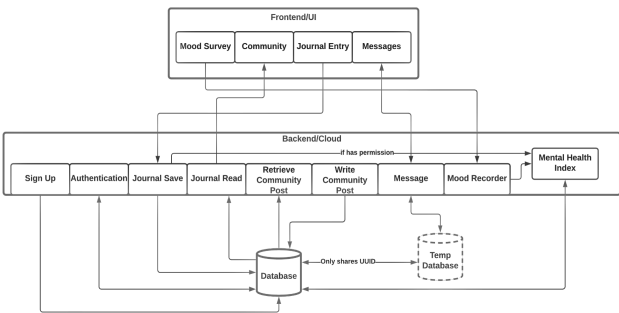 Frontend/UI
Mood Survey
Community
Journal Entry
Messages
Backend/Cloud
if has permission
Sign Up
Authentication
Journal Save
Journal Read
Retrieve
Community
Post
Write
Community
Post
Message
Mood Recorder
Mental Health
Index
Database
Only shares UUID
Temp
Database